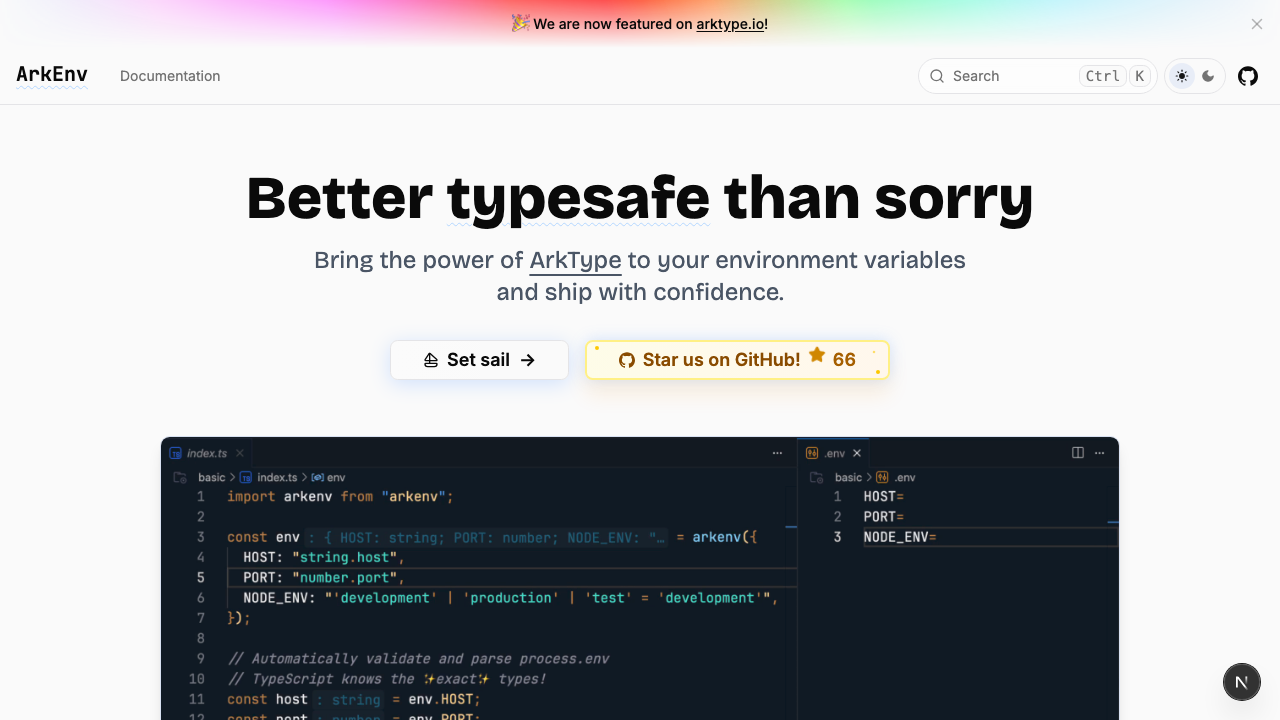 🎉 We are now featured on arktype.io!
ArkEnv Documentation Search Ctrl K
Better typesafe than sorry
Bring the power of ArkType to your environment variables
and ship with confidence.
Set sail →
Star us on GitHub! ⭐ 66
index.ts
basic > index.ts > env
1 import arkenv from "arkenv";
2
3 const env : { HOST: string; PORT: number; NODE_ENV: "… = arkenv({
4 HOST: "string.host",
5 PORT: "number.port",
6 NODE_ENV: "'development' | 'production' | 'test' = 'development'",
7 });
8
9 // Automatically validate and parse process.env
10 // TypeScript knows the ✨exact✨ types!
11 const host : string = env.HOST;
12 const port : number = env.PORT;
.env
basic > .env
1 HOST=
2 PORT=
3 NODE_ENV=
N